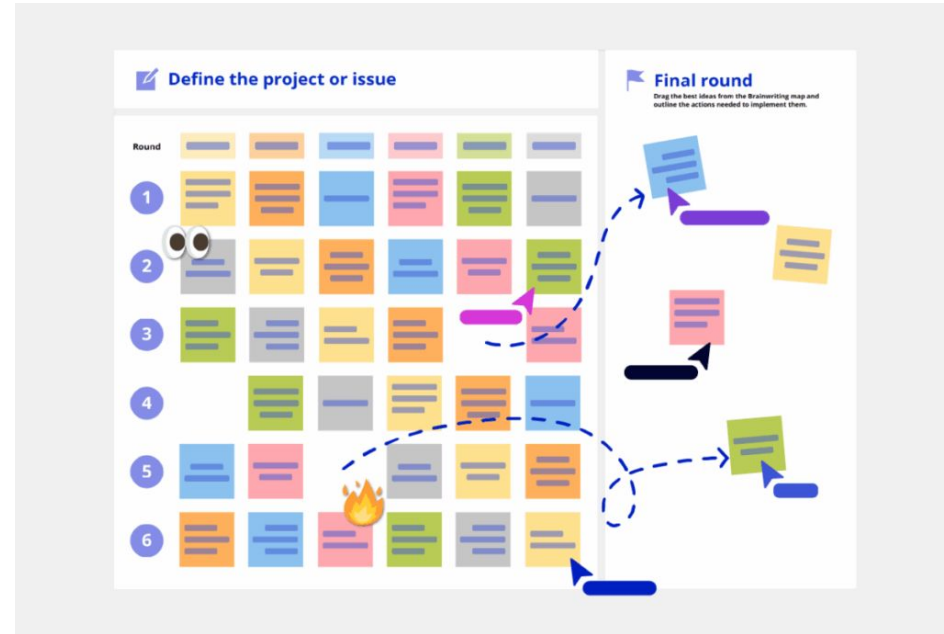 Define the project or issue
Final round
Drag the best ideas from the Brainwriting map and
outline the actions needed to implement them.
Round
1
2
3
4
5
6